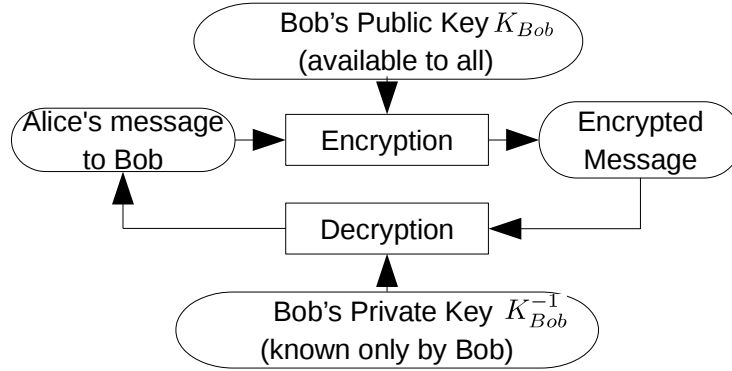 Bob’s Public Key K_{Bob}
(available to all)
Alice's message
to Bob
Encryption
Encrypted
Message
Decryption
Bob’s Private Key K_{Bob}^{-1}
(known only by Bob)